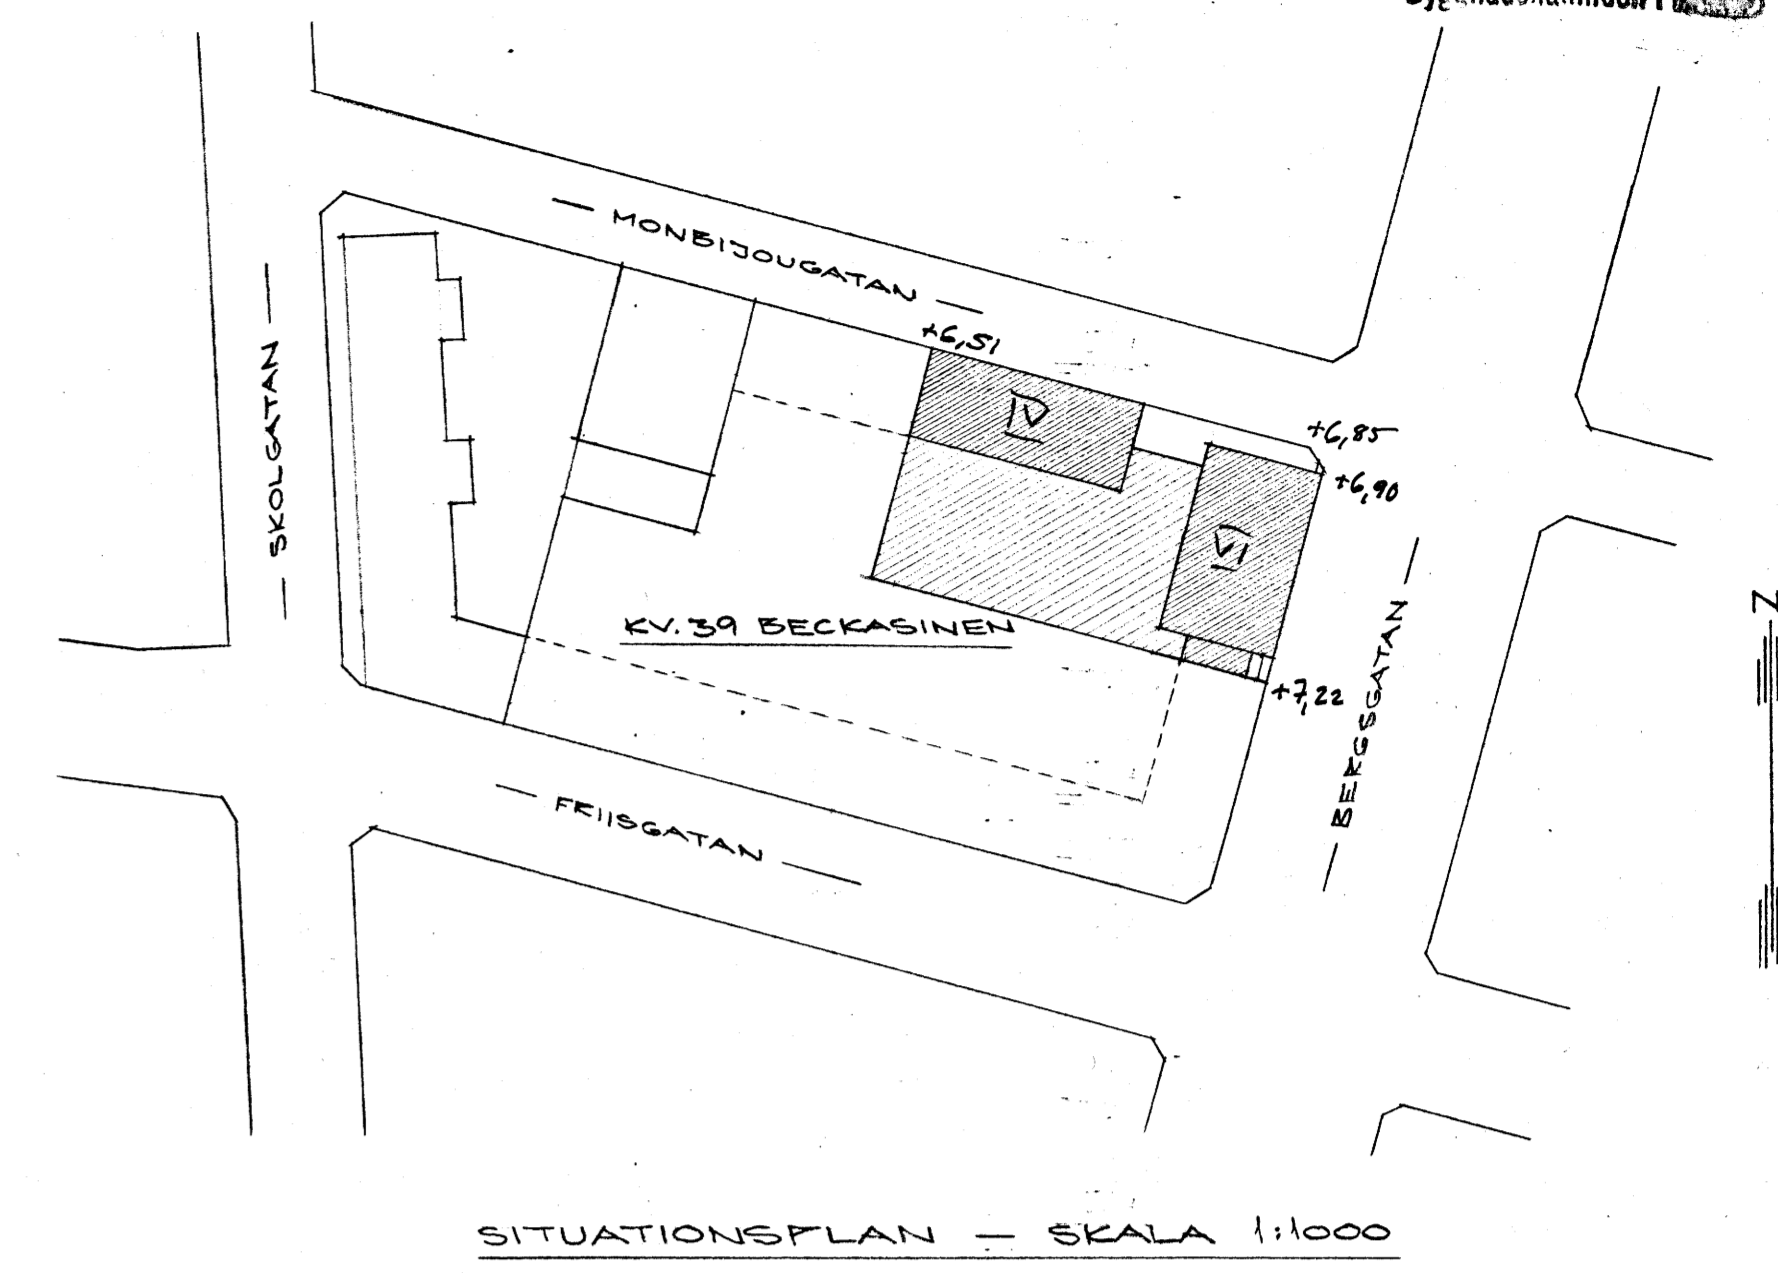 — MONBIJOUGATAN —
+6,51
IV
+6,85
+6,90
VI
— SKOLGATAN —
KV. 39 BECKASINEN
+7,22
— BERGSGATAN —
N
— FRIISGATAN —
SITUATIONSPLAN — SKALA 1:1000